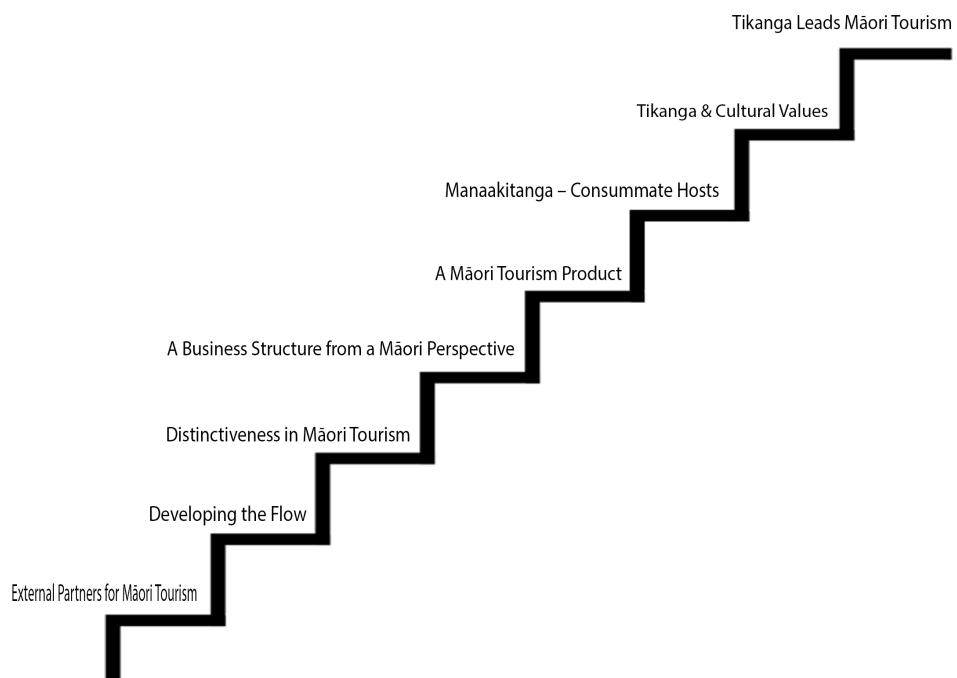 Tikanga Leads Māori Tourism
Tikanga & Cultural Values
Manaakitanga – Consummate Hosts
A Māori Tourism Product
A Business Structure from a Māori Perspective
Distinctiveness in Māori Tourism
Developing the Flow
External Partners for Māori Tourism